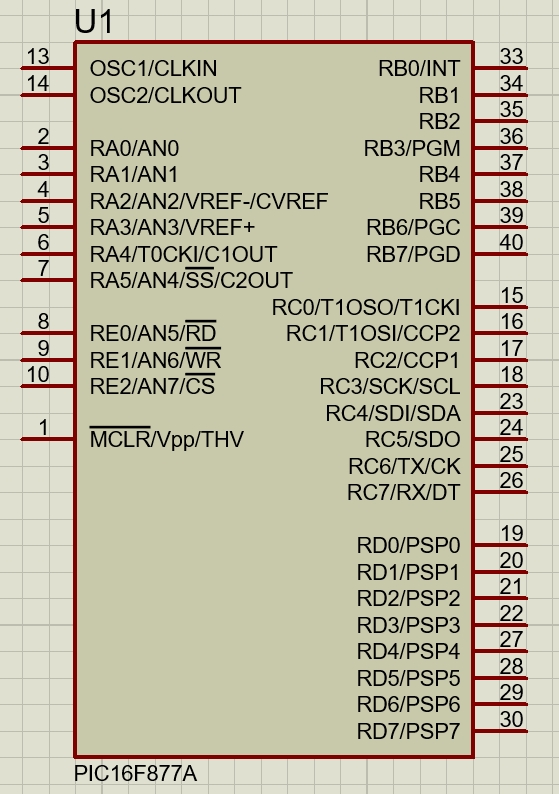 U1
13 OSC1/CLKIN RB0/INT 33
14 OSC2/CLKOUT RB1 34
RB2 35
2 RA0/AN0 RB3/PGM 36
3 RA1/AN1 RB4 37
4 RA2/AN2/VREF-/CVREF RB5 38
5 RA3/AN3/VREF+ RB6/PGC 39
6 RA4/T0CKI/C1OUT RB7/PGD 40
7 RA5/AN4/SS/C2OUT
RC0/T1OSO/T1CKI 15
8 RE0/AN5/RD RC1/T1OSI/CCP2 16
9 RE1/AN6/WR RC2/CCP1 17
10 RE2/AN7/CS RC3/SCK/SCL 18
RC4/SDI/SDA 23
1 MCLR/Vpp/THV RC5/SDO 24
RC6/TX/CK 25
RC7/RX/DT 26
RD0/PSP0 19
RD1/PSP1 20
RD2/PSP2 21
RD3/PSP3 22
RD4/PSP4 27
RD5/PSP5 28
RD6/PSP6 29
RD7/PSP7 30
PIC16F877A